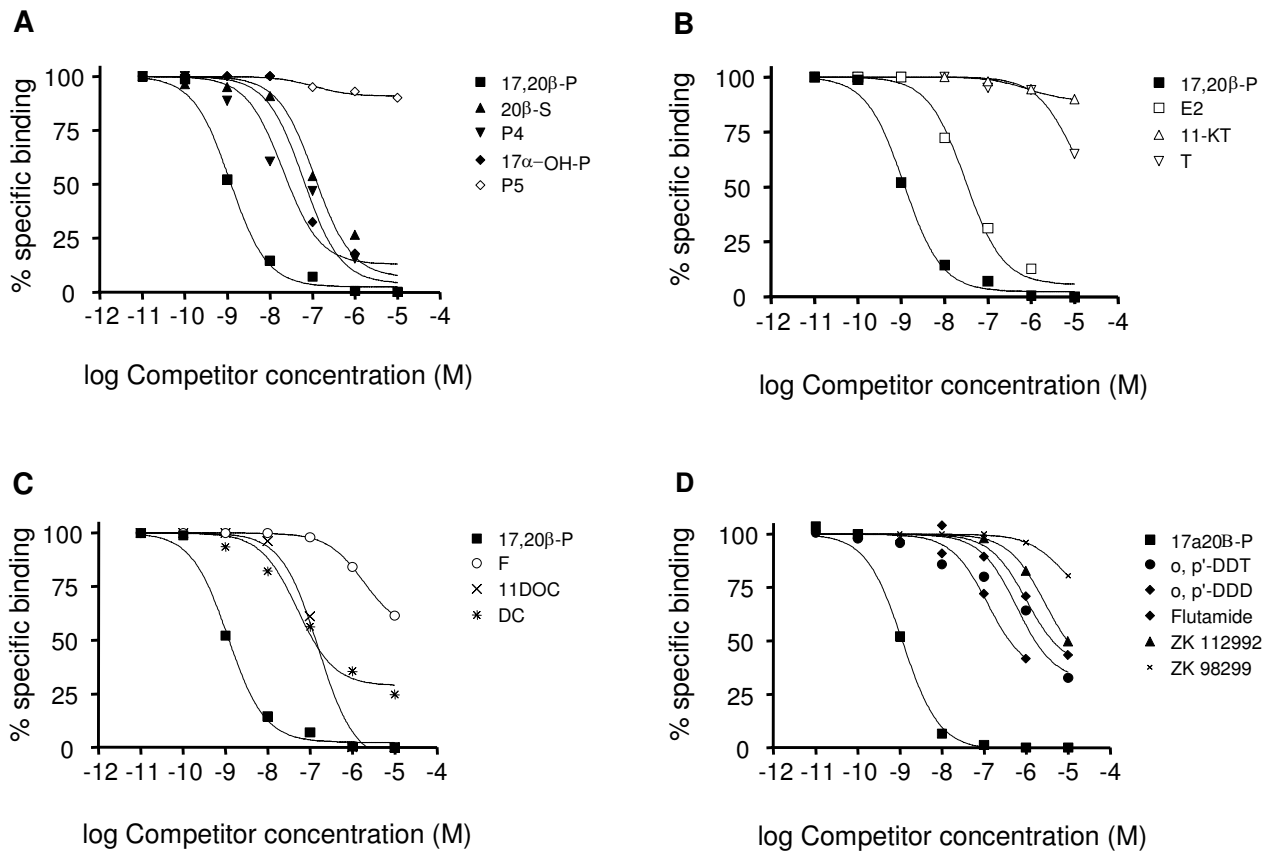 A
% specific binding
100
75
50
25
0
-12 -11 -10 -9 -8 -7 -6 -5 -4
log Competitor concentration (M)
17,20β-P
20β-S
P4
17α−OH-P
P5
B
% specific binding
100
75
50
25
0
-12 -11 -10 -9 -8 -7 -6 -5 -4
log Competitor concentration (M)
17,20β-P
E2
11-KT
T
C
% specific binding
100
75
50
25
0
-12 -11 -10 -9 -8 -7 -6 -5 -4
log Competitor concentration (M)
17,20β-P
F
11DOC
DC
D
% specific binding
100
75
50
25
0
-12 -11 -10 -9 -8 -7 -6 -5 -4
log Competitor concentration (M)
17a20B-P
o, p'-DDT
o, p'-DDD
Flutamide
ZK 112992
ZK 98299